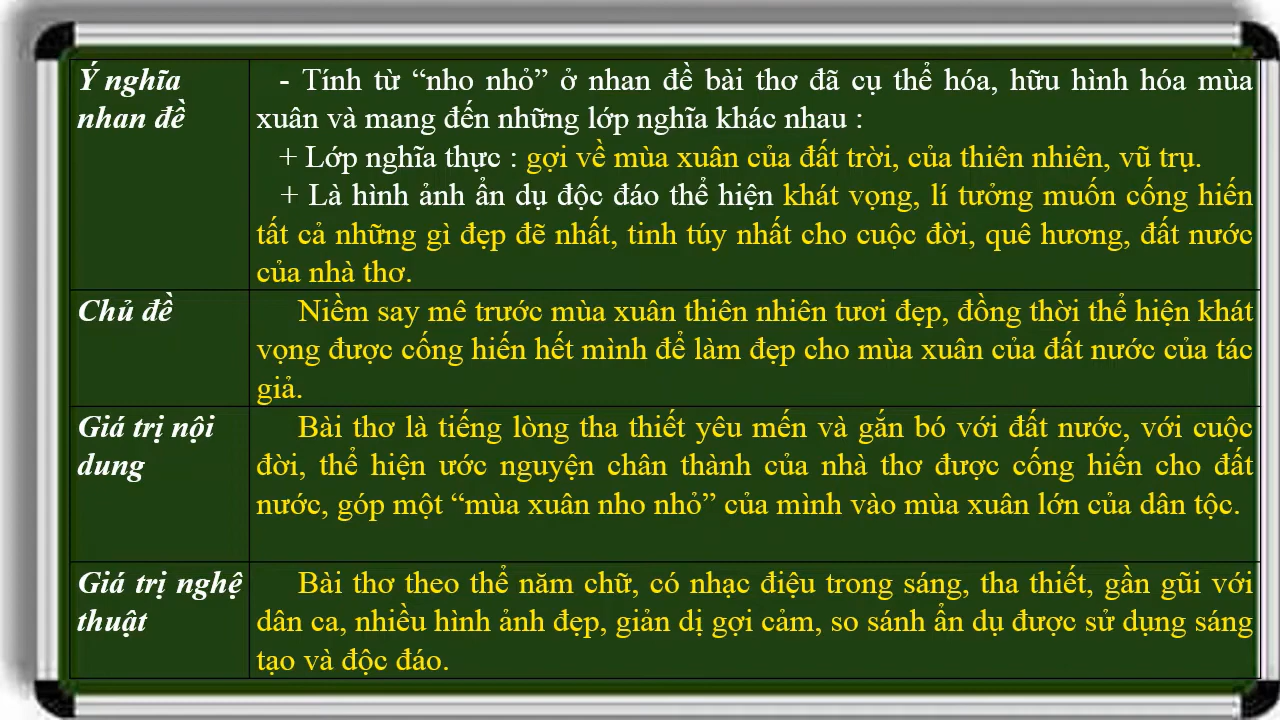 Ý nghĩa
nhan đề
- Tính từ “nho nhỏ” ở nhan đề bài thơ đã cụ thể hóa, hữu hình hóa mùa
xuân và mang đến những lớp nghĩa khác nhau :
+ Lớp nghĩa thực : gợi về mùa xuân của đất trời, của thiên nhiên, vũ trụ.
+ Là hình ảnh ẩn dụ độc đáo thể hiện khát vọng, lí tưởng muốn cống hiến
tất cả những gì đẹp đẽ nhất, tinh túy nhất cho cuộc đời, quê hương, đất nước
của nhà thơ.
Chủ đề
Niềm say mê trước mùa xuân thiên nhiên tươi đẹp, đồng thời thể hiện khát
vọng được cống hiến hết mình để làm đẹp cho mùa xuân của đất nước của tác
giả.
Giá trị nội
dung
Bài thơ là tiếng lòng tha thiết yêu mến và gắn bó với đất nước, với cuộc
đời, thể hiện ước nguyện chân thành của nhà thơ được cống hiến cho đất
nước, góp một “mùa xuân nho nhỏ” của mình vào mùa xuân lớn của dân tộc.
Giá trị nghệ
thuật
Bài thơ theo thể năm chữ, có nhạc điệu trong sáng, tha thiết, gần gũi với
dân ca, nhiều hình ảnh đẹp, giản dị gợi cảm, so sánh ẩn dụ được sử dụng sáng
tạo và độc đáo.